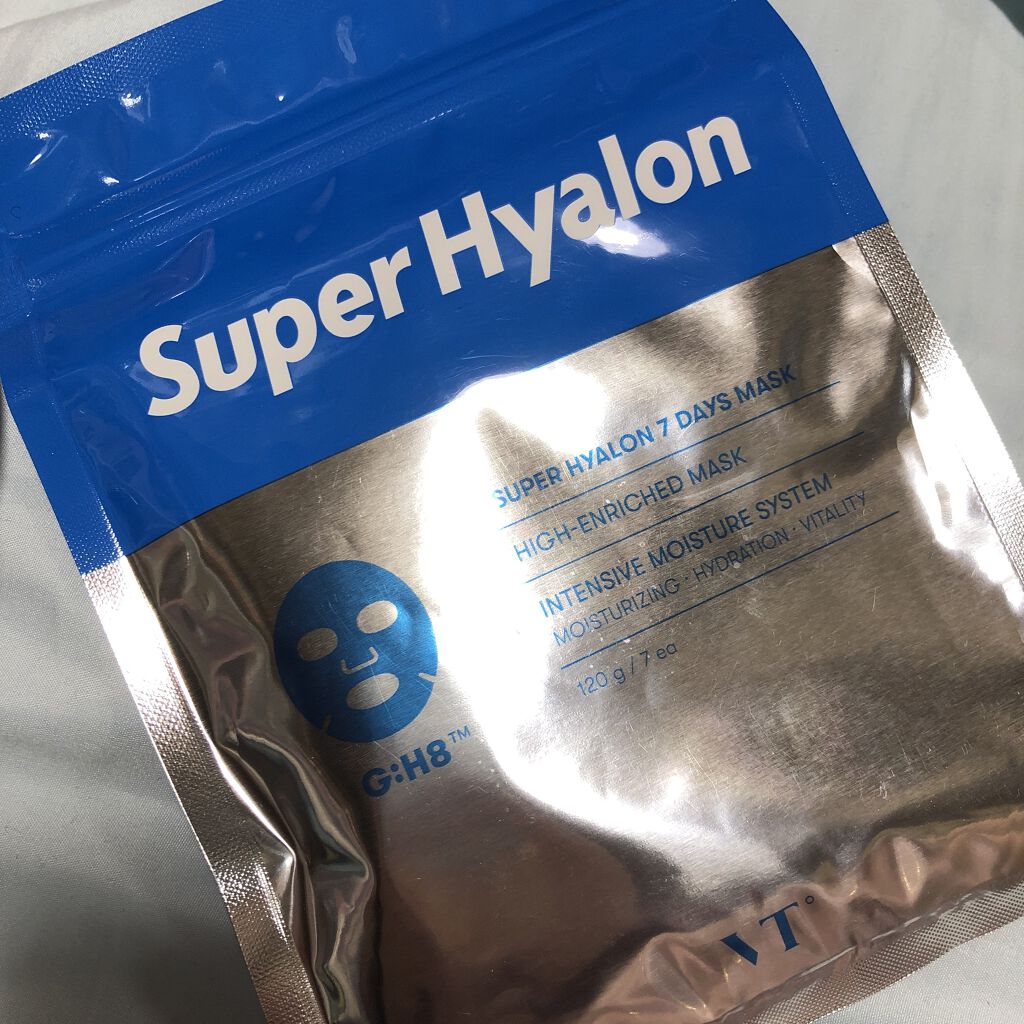 Super Hyalon
SUPER HYALON 7 DAYS MASK
HIGH-ENRICHED MASK
INTENSIVE MOISTURE SYSTEM
MOISTURIZING · HYDRATION · VITALITY
120 g / 7 ea
G:H8™
VT°